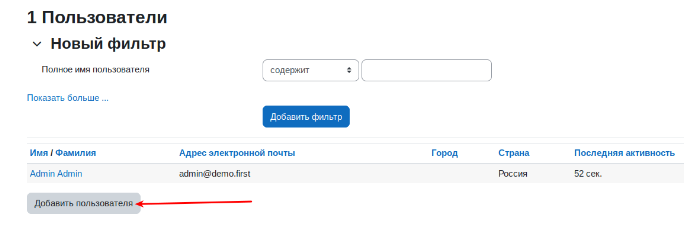 1 Пользователи
Новый фильтр
Полное имя пользователя содержит
Показать больше ...
Добавить фильтр
Имя / Фамилия Адрес электронной почты Город Страна Последняя активность
Admin Admin admin@demo.first Россия 52 сек.
Добавить пользователя